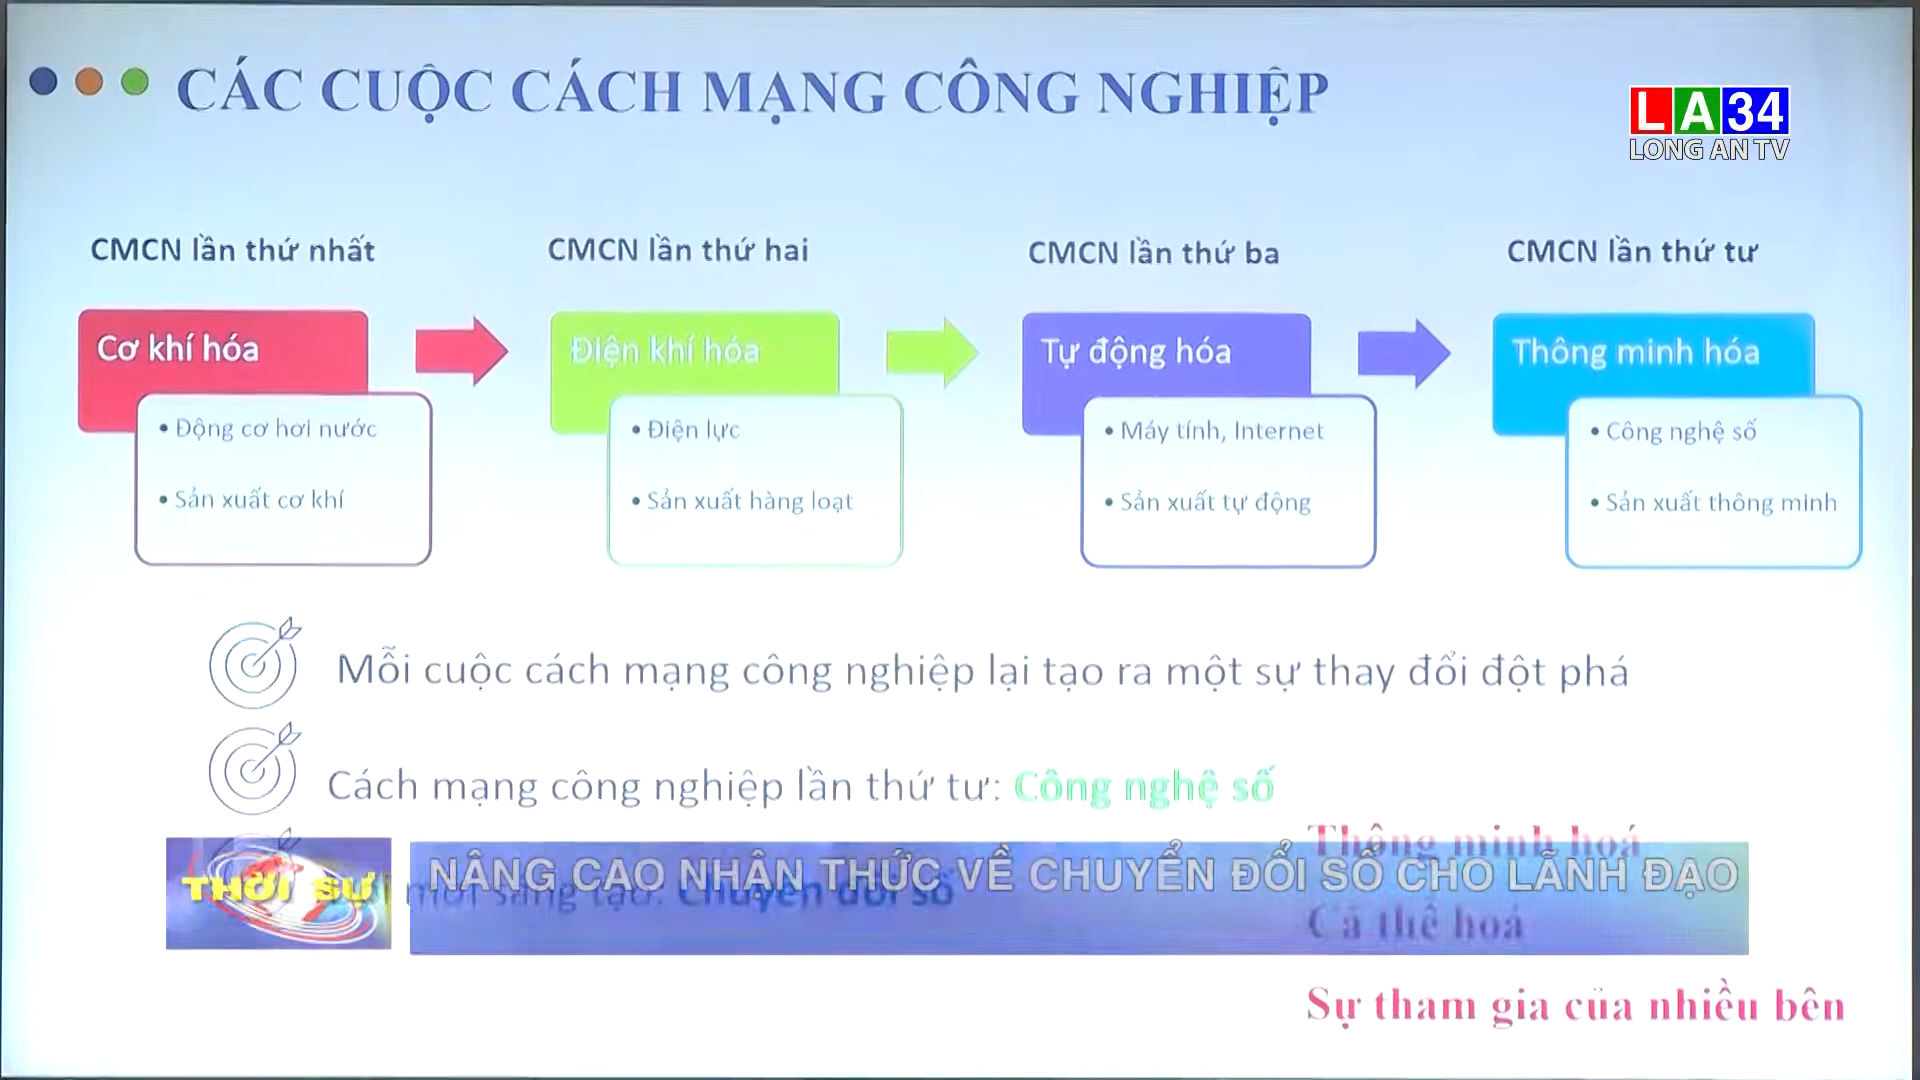 CÁC CUỘC CÁCH MẠNG CÔNG NGHIỆP
LA34
LONG AN TV
CMCN lần thứ nhất
CMCN lần thứ hai
CMCN lần thứ ba
CMCN lần thứ tư
Cơ khí hóa
Điện khí hóa
Tự động hóa
Thông minh hóa
• Động cơ hơi nước
• Sản xuất cơ khí
• Điện lực
• Sản xuất hàng loạt
• Máy tính, Internet
• Sản xuất tự động
• Công nghệ số
• Sản xuất thông minh
Mỗi cuộc cách mạng công nghiệp lại tạo ra một sự thay đổi đột phá
Cách mạng công nghiệp lần thứ tư: Công nghệ số
Thông minh hoá
THỜI SỰ
NÂNG CAO NHẬN THỨC VỀ CHUYỂN ĐỔI SỐ CHO LÃNH ĐẠO
mới sáng tạo: Chuyển đổi số
Cá thể hoá
Sự tham gia của nhiều bên